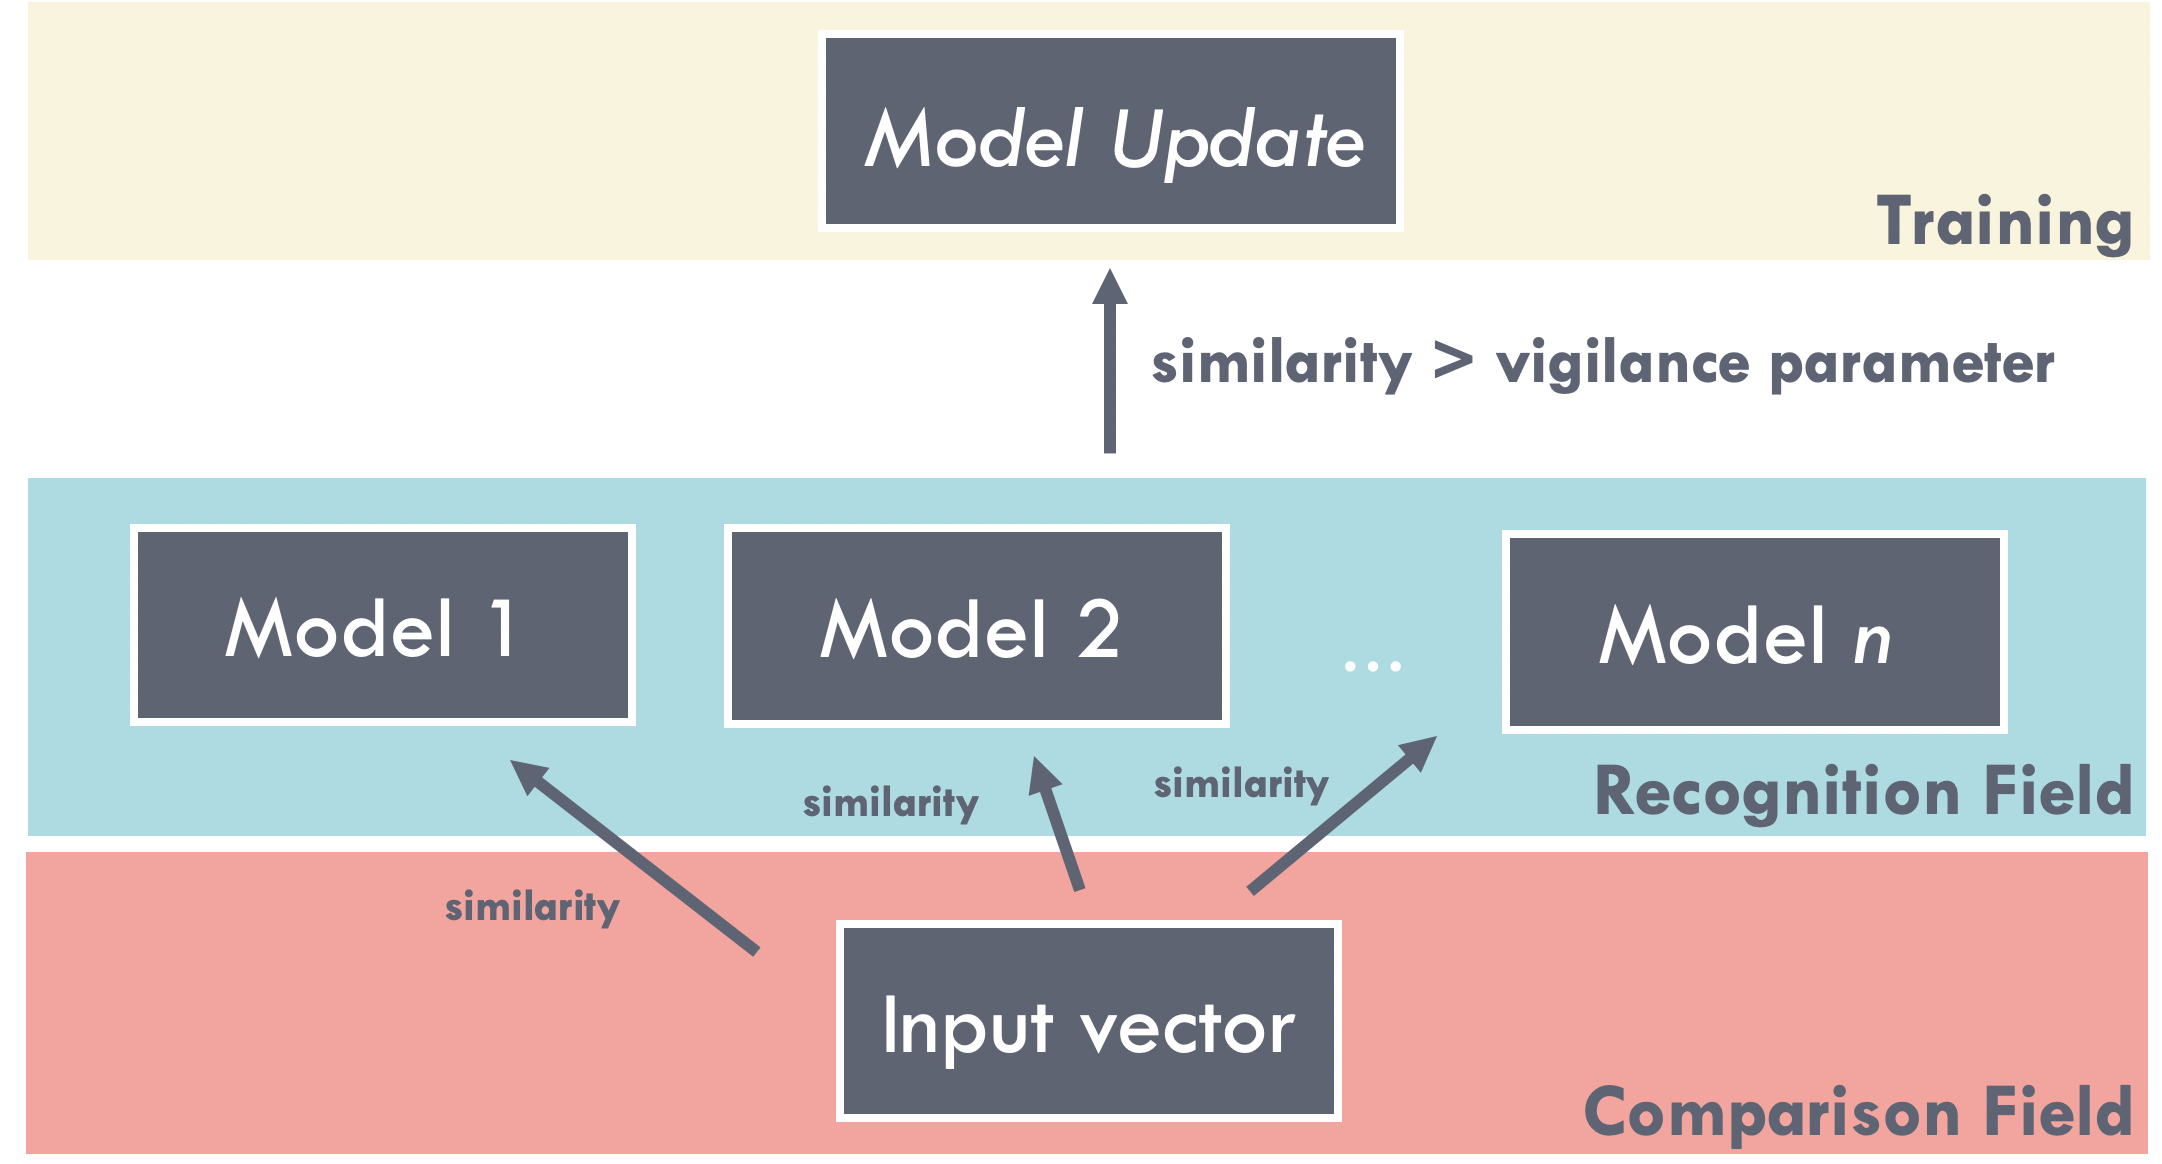 Model Update
Training
similarity > vigilance parameter
Model 1
Model 2
...
Model n
similarity
similarity
Recognition Field
similarity
Input vector
Comparison Field